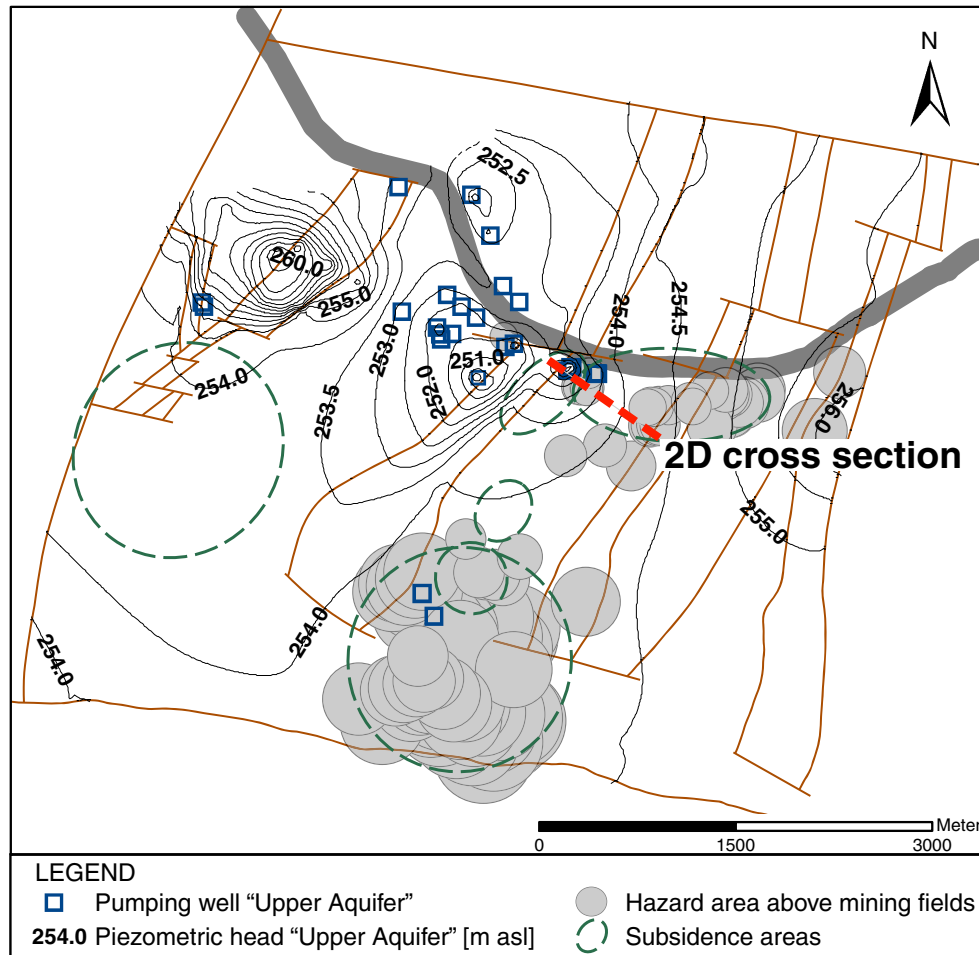 N
252.5
260.0
255.0
254.0
253.0
253.5
252.0
251.0
254.0
254.5
256.0
2D cross section
255.0
254.0
254.0
Meter
0 1500 3000
LEGEND
Pumping well “Upper Aquifer”
Hazard area above mining fields
254.0 Piezometric head “Upper Aquifer” [m asl]
Subsidence areas